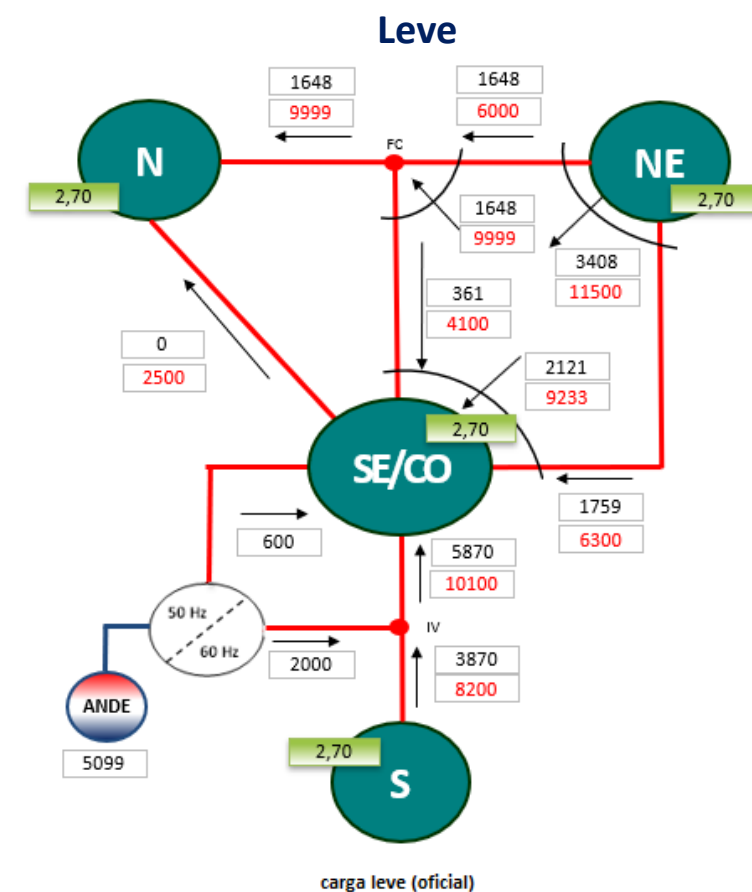 Leve
1648
9999
1648
6000
FC
N
NE
2,70
2,70
1648
9999
3408
11500
361
4100
0
2500
2121
9233
2,70
SE/CO
1759
6300
600
5870
10100
50 Hz
60 Hz
IV
2000
3870
8200
ANDE
5099
2,70
S
carga leve (oficial)